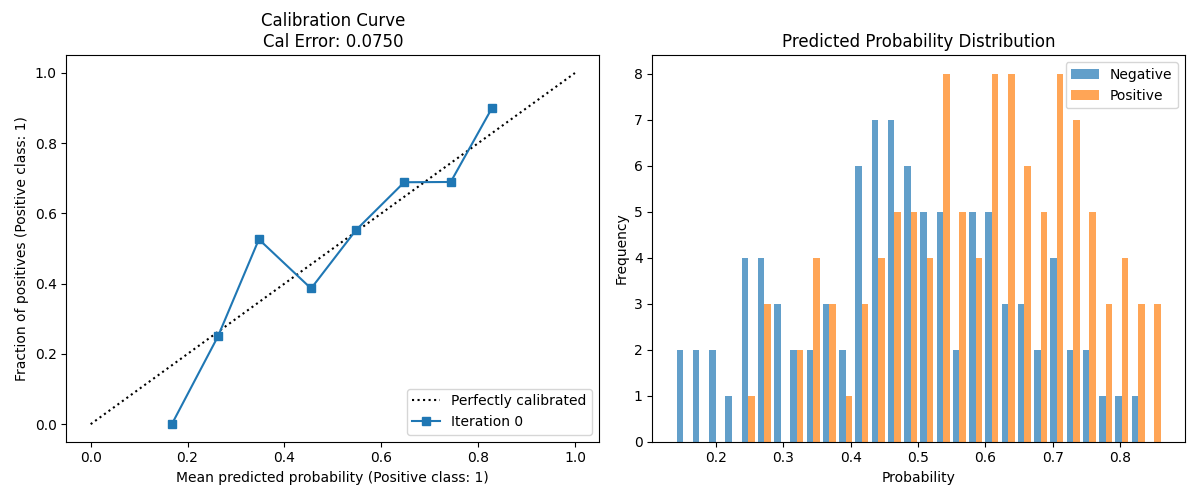 Calibration Curve
Cal Error: 0.0750
Fraction of positives (Positive class: 1)
1.0
0.8
0.6
0.4
0.2
0.0
0.0 0.2 0.4 0.6 0.8 1.0
Mean predicted probability (Positive class: 1)
Perfectly calibrated
Iteration 0
Predicted Probability Distribution
Frequency
8
7
6
5
4
3
2
1
0
0.2 0.3 0.4 0.5 0.6 0.7 0.8
Probability
Negative
Positive